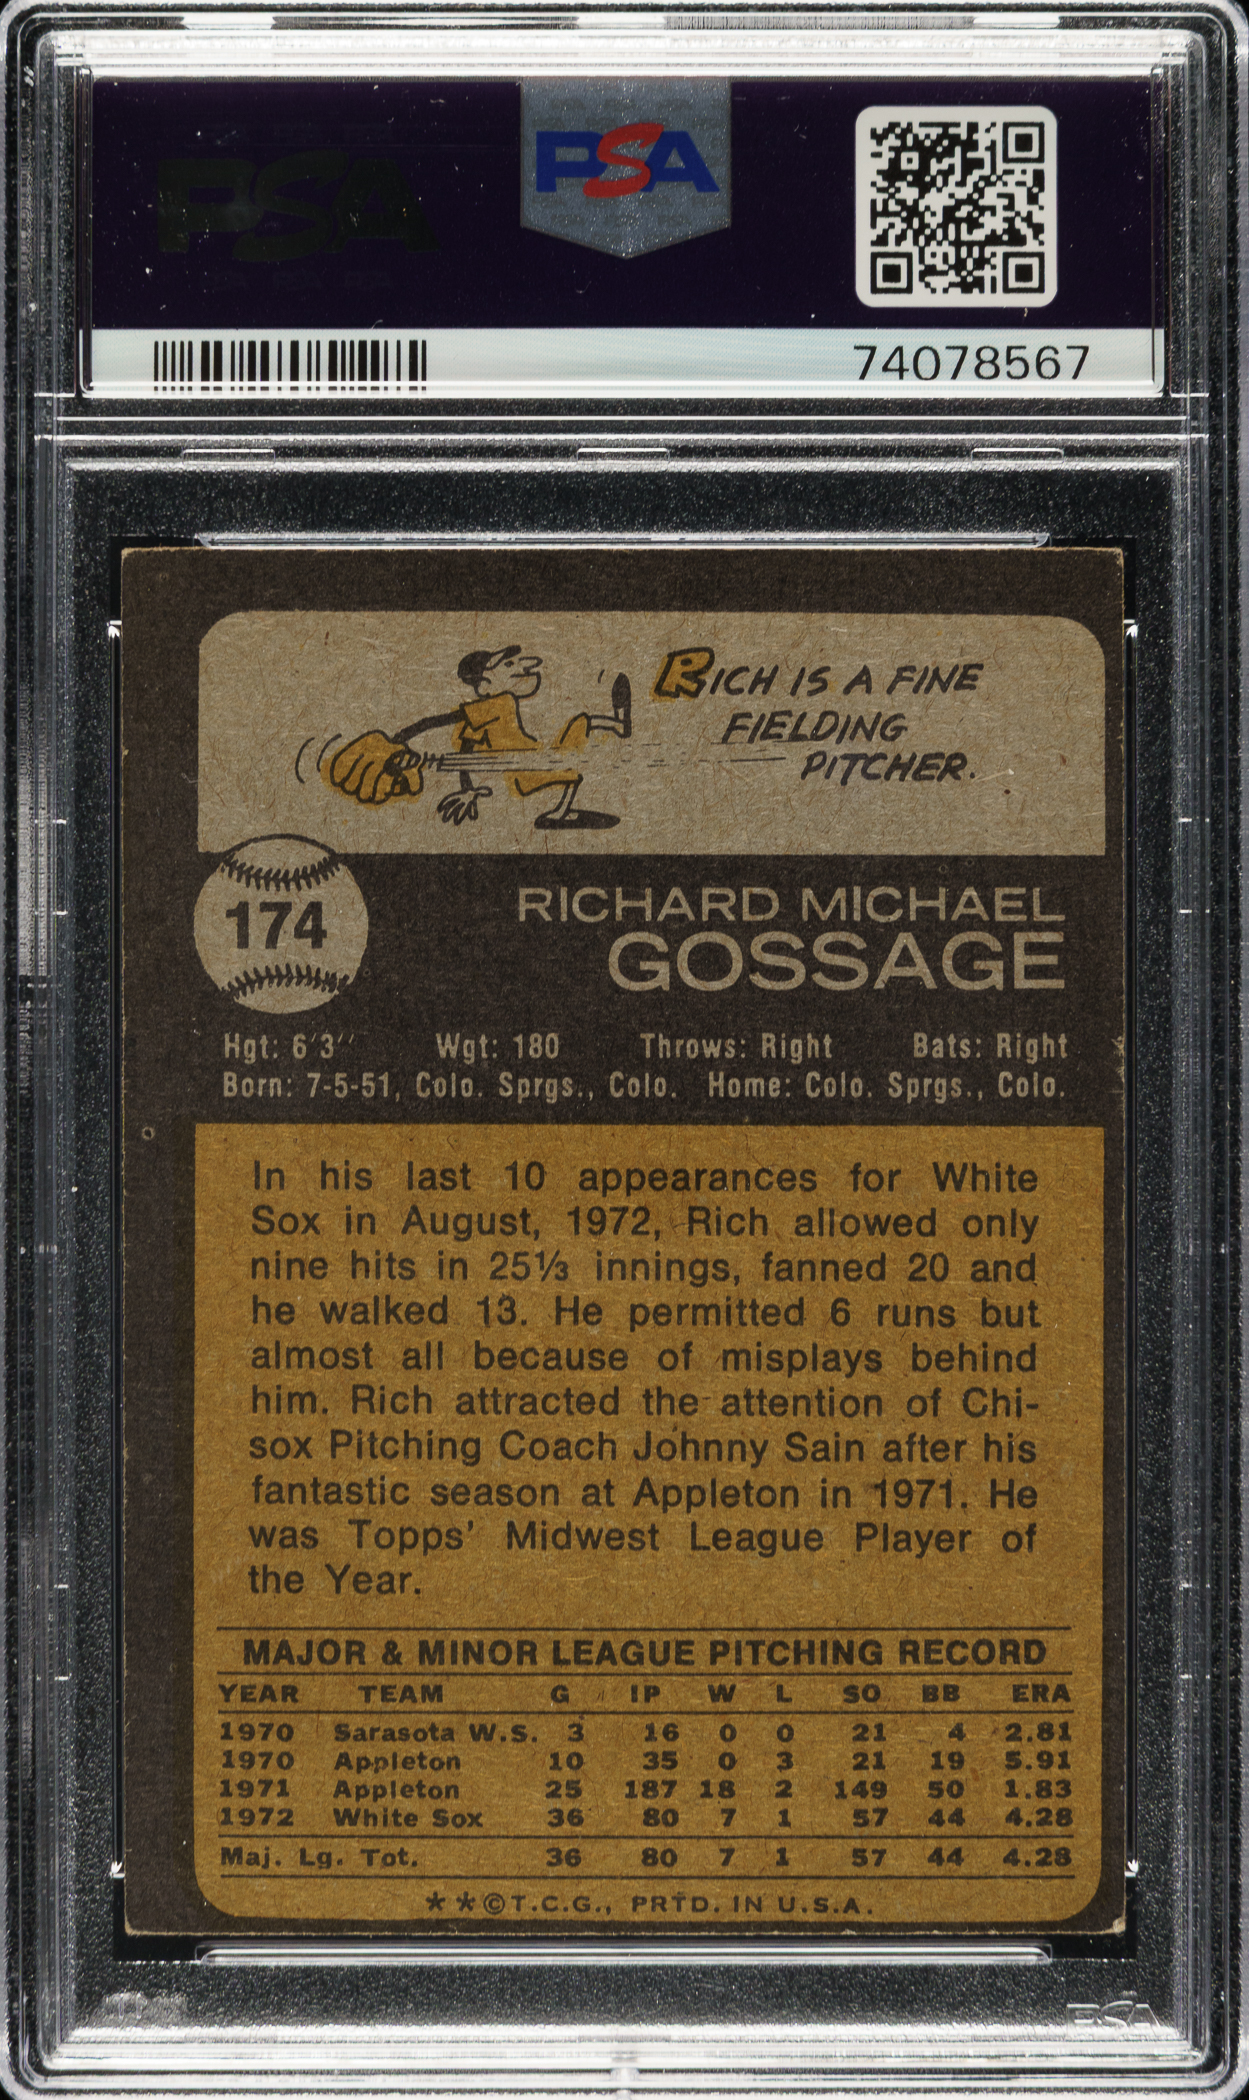 PSA
PSA
74078567
RICH IS A FINE
FIELDING
PITCHER.
174
RICHARD MICHAEL
GOSSAGE
Hgt: 6'3'' Wgt: 180 Throws: Right Bats: Right
Born: 7-5-51, Colo. Sprgs., Colo. Home: Colo. Sprgs., Colo.
In his last 10 appearances for White
Sox in August, 1972, Rich allowed only
nine hits in 25⅓ innings, fanned 20 and
he walked 13. He permitted 6 runs but
almost all because of misplays behind
him. Rich attracted the attention of Chi-
sox Pitching Coach Johnny Sain after his
fantastic season at Appleton in 1971. He
was Topps' Midwest League Player of
the Year.
MAJOR & MINOR LEAGUE PITCHING RECORD
YEAR TEAM G IP W L SO BB ERA
1970 Sarasota W.S. 3 16 0 0 21 4 2.81
1970 Appleton 10 35 0 3 21 19 5.91
1971 Appleton 25 187 18 2 149 50 1.83
1972 White Sox 36 80 7 1 57 44 4.28
Maj. Lg. Tot. 36 80 7 1 57 44 4.28
**©T.C.G., PRTD. IN U.S.A.
PSA